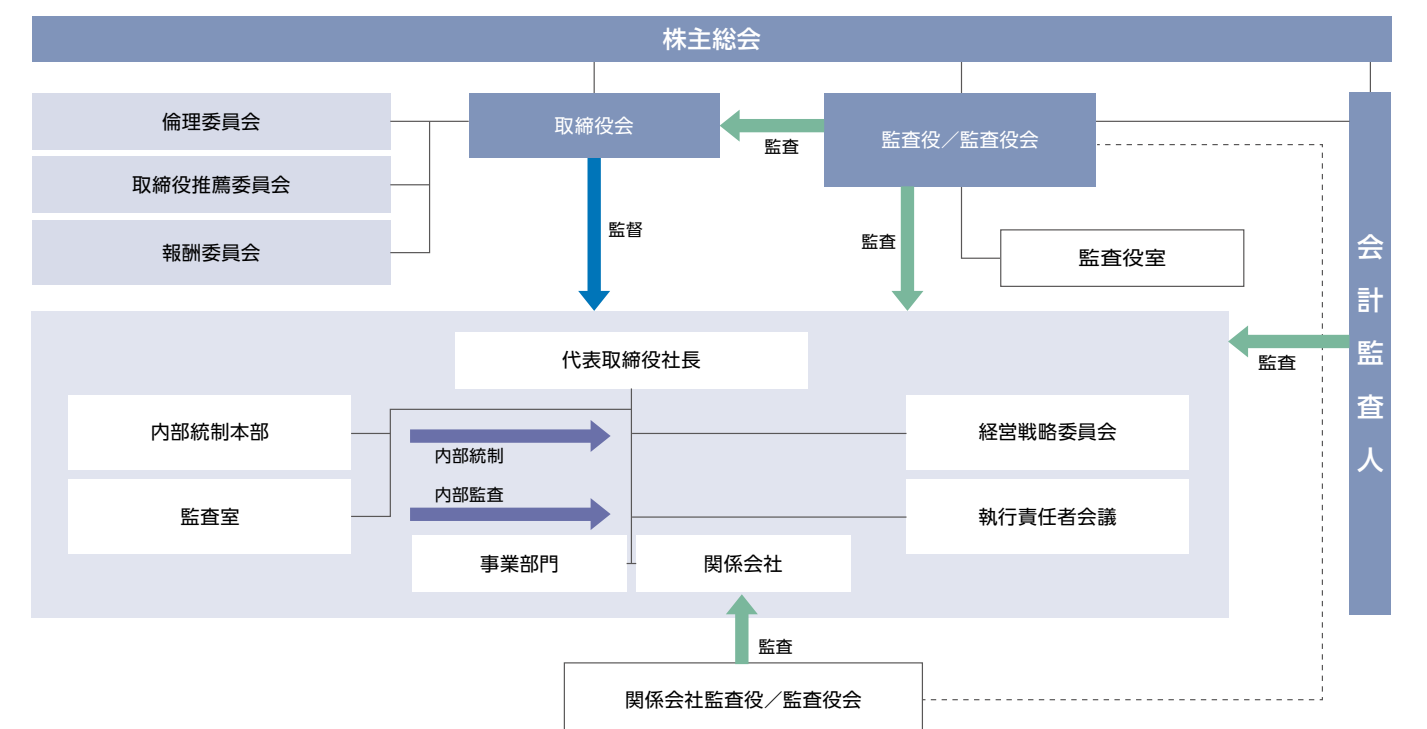 株主総会
倫理委員会
取締役推薦委員会
報酬委員会
取締役会
監査
監査役／監査役会
監督
監査
監査役室
会計監査人
監査
代表取締役社長
内部統制本部
監査室
内部統制
内部監査
経営戦略委員会
執行責任者会議
事業部門
関係会社
監査
関係会社監査役／監査役会